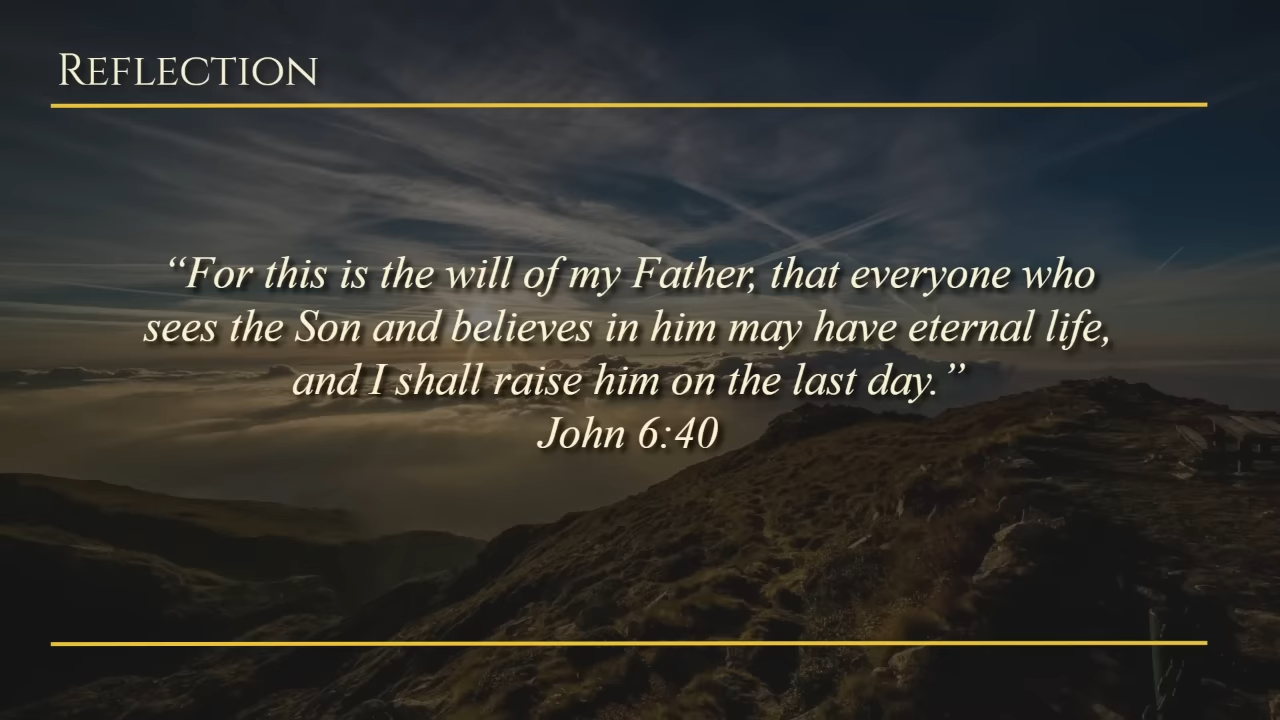 Reflection
“For this is the will of my Father, that everyone who
sees the Son and believes in him may have eternal life,
and I shall raise him on the last day.”
John 6:40